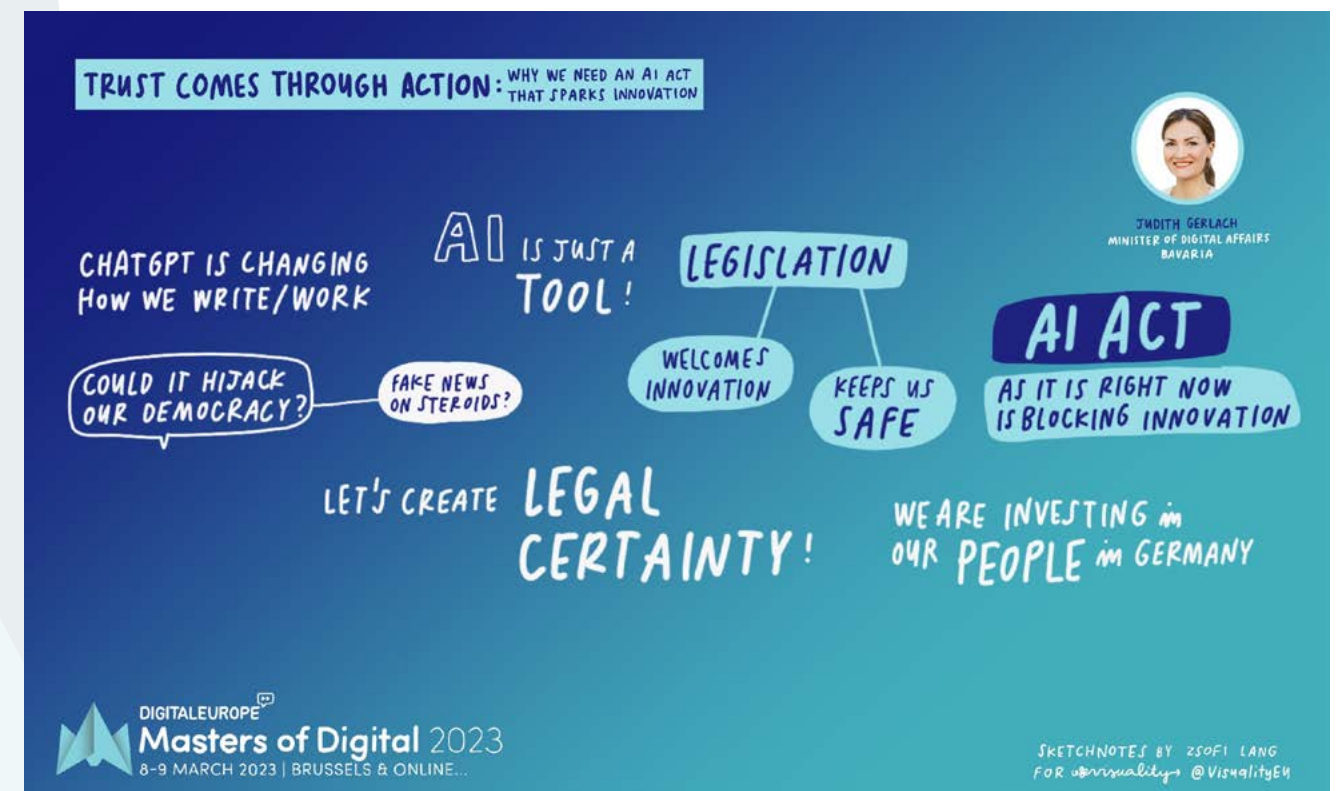 TRUST COMES THROUGH ACTION: WHY WE NEED AN AI ACT
THAT SPARKS INNOVATION
JUDITH GERLACH
MINISTER OF DIGITAL AFFAIRS
BAVARIA
CHATGPT IS CHANGING
HOW WE WRITE/WORK
COULD IT HIJACK
OUR DEMOCRACY?
FAKE NEWS
ON STEROIDS?
AI IS JUST A
TOOL!
LEGISLATION
WELCOMES
INNOVATION
KEEPS US
SAFE
AI ACT
AS IT IS RIGHT NOW
IS BLOCKING INNOVATION
LET'S CREATE LEGAL
CERTAINTY!
WE ARE INVESTING in
OUR PEOPLE in GERMANY
DIGITALEUROPE
Masters of Digital 2023
8-9 MARCH 2023 | BRUSSELS & ONLINE...
SKETCHNOTES BY ZSOFI LANG
FOR visuality @VisualityEU